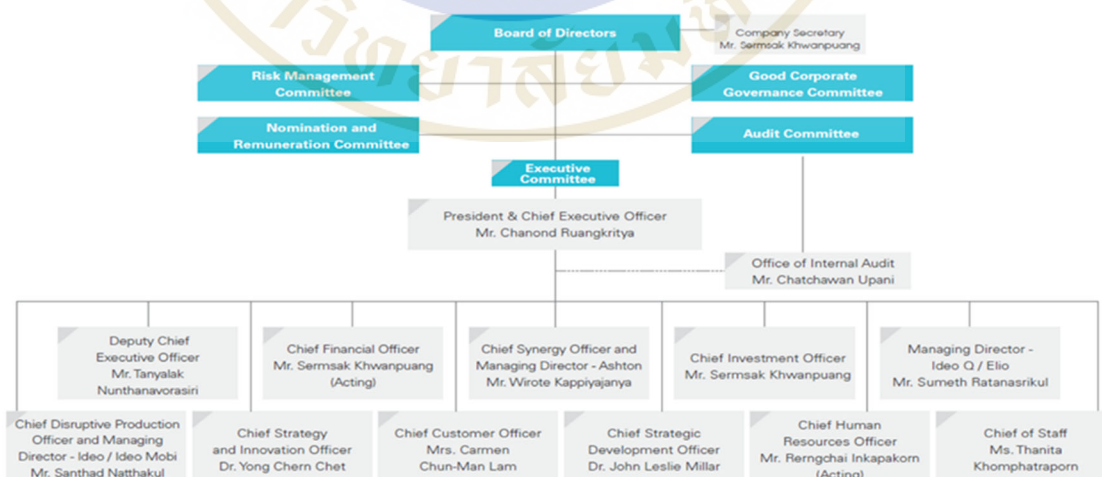 วิทยาลัย
Board of Directors
Company Secretary
Mr. Sermsak Khwanpuang
Risk Management
Committee
Good Corporate
Governance Committee
Nomination and
Remuneration Committee
Audit Committee
Executive
Committee
President & Chief Executive Officer
Mr. Chanond Ruangkritya
Office of Internal Audit
Mr. Chatchawan Upani
Deputy Chief
Executive Officer
Mr. Tanyalak
Nunthanavorasiri
Chief Financial Officer
Mr. Sermsak Khwanpuang
(Acting)
Chief Synergy Officer and
Managing Director - Ashton
Mr. Wirote Kappiyajanya
Chief Investment Officer
Mr. Sermsak Khwanpuang
Managing Director -
Ideo Q / Elio
Mr. Sumeth Ratanasrikul
Chief Disruptive Production
Officer and Managing
Director - Ideo / Ideo Mobi
Mr. Santhad Natthakul
Chief Strategy
and Innovation Officer
Dr. Yong Chern Chet
Chief Customer Officer
Mrs. Carmen
Chun-Man Lam
Chief Strategic
Development Officer
Dr. John Leslie Millar
Chief Human
Resources Officer
Mr. Rerngchai Inkapakorn
(Acting)
Chief of Staff
Ms. Thanita
Khomphatraporn